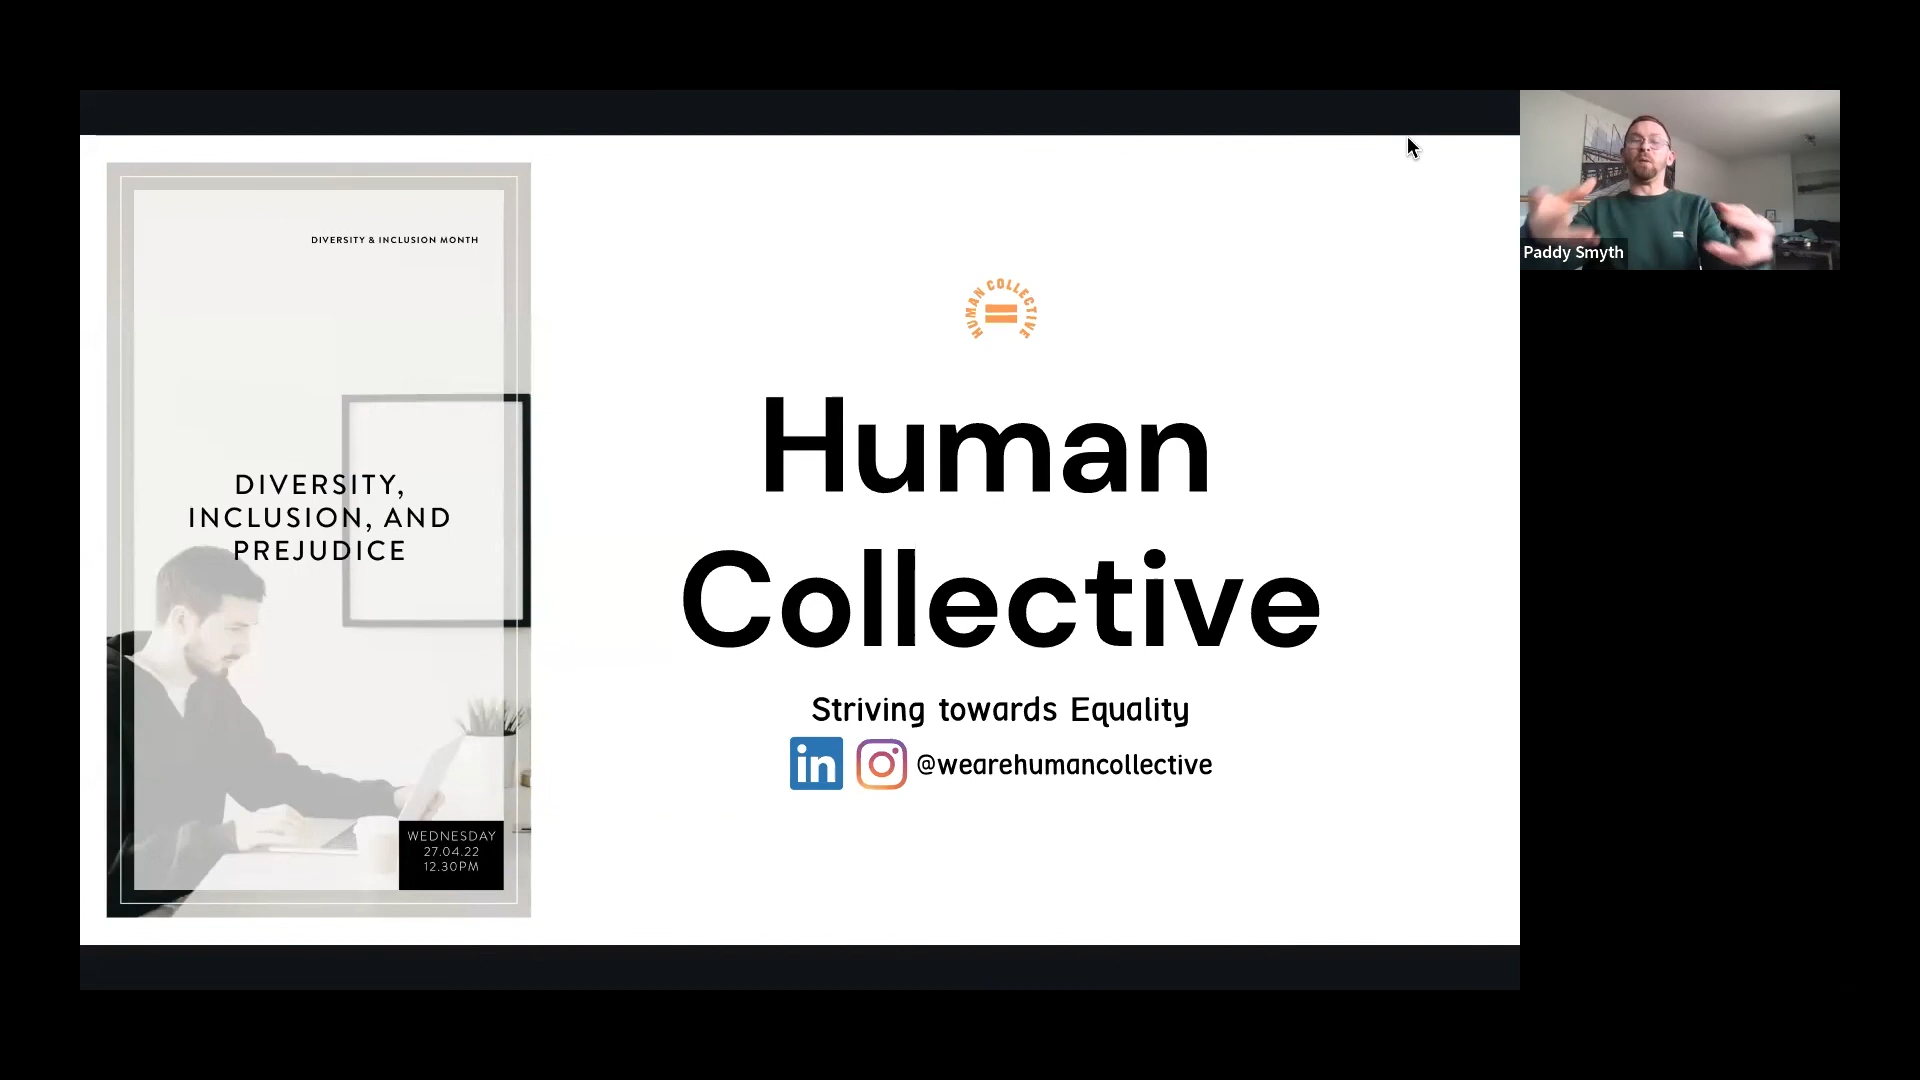 DIVERSITY & INCLUSION MONTH
DIVERSITY,
INCLUSION, AND
PREJUDICE
WEDNESDAY
27.04.22
12.30PM
HUMAN COLLECTIVE
Human
Collective
Striving towards Equality
in @wearehumancollective
Paddy Smyth